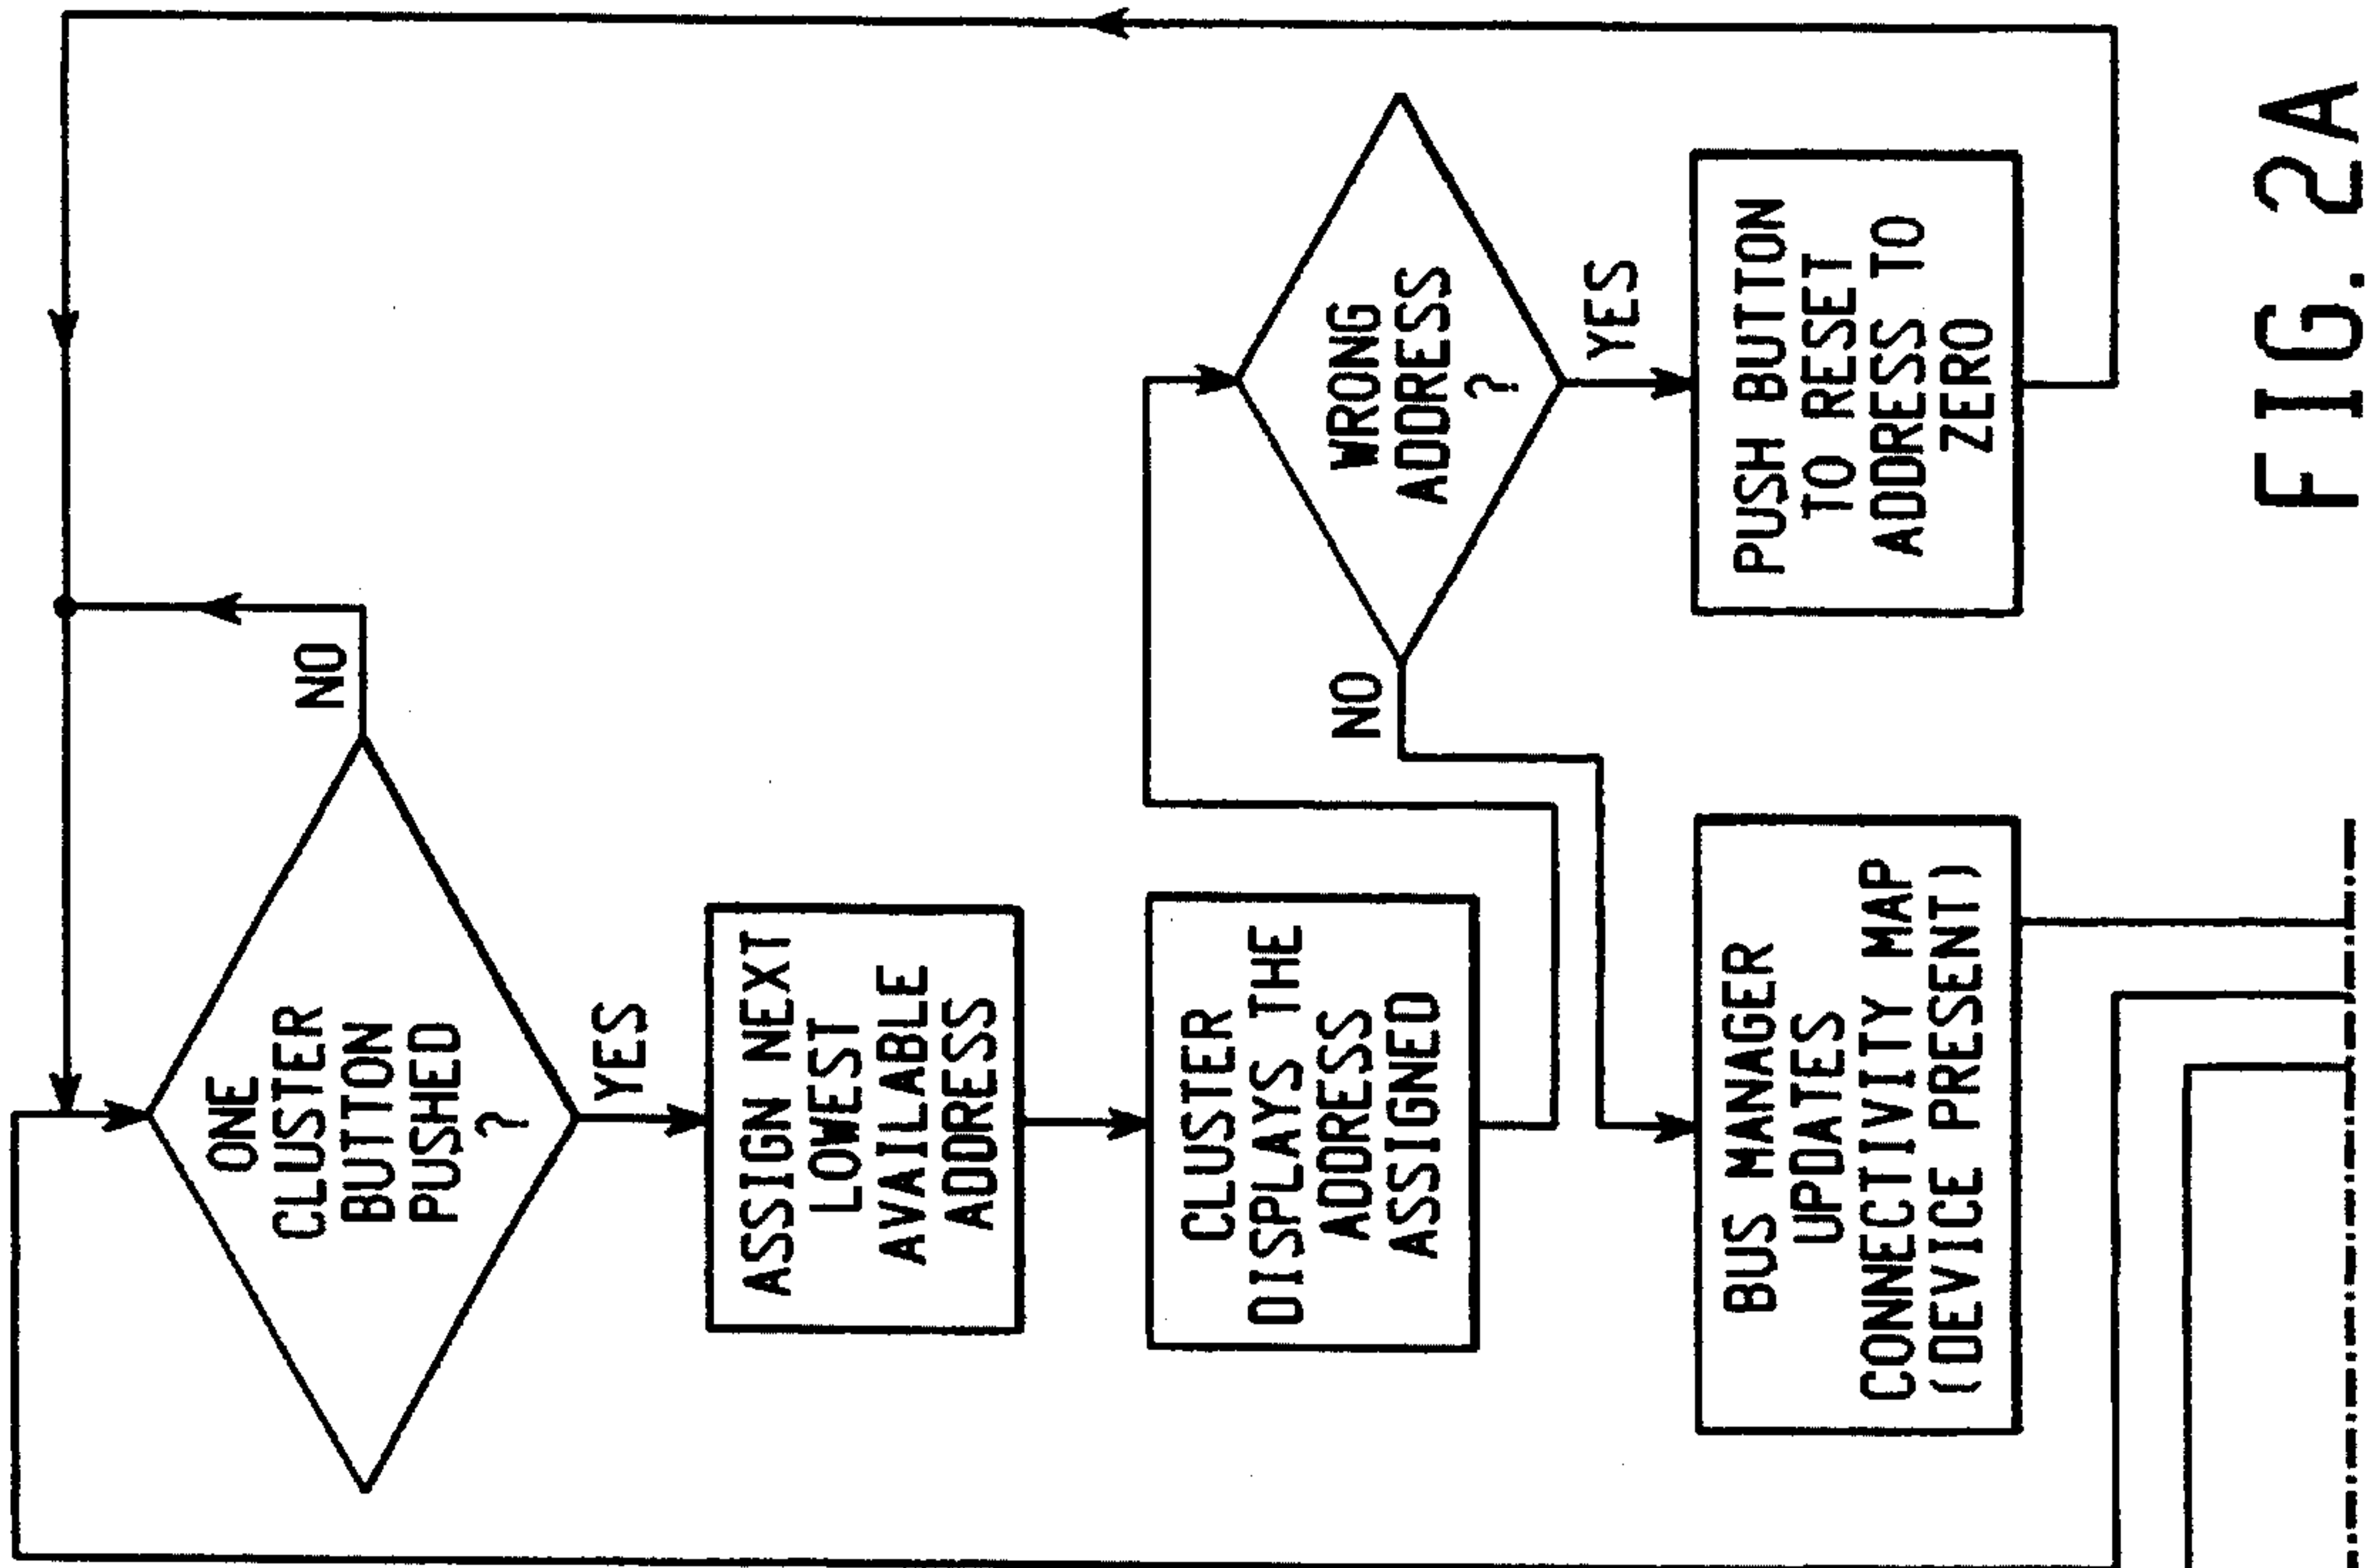 ONE
CLUSTER
BUTTON
PUSHED
?
NO
YES
ASSIGN NEXT
LOWEST
AVAILABLE
ADDRESS
CLUSTER
DISPLAYS THE
ADDRESS
ASSIGNED
WRONG
ADDRESS
?
NO
YES
BUS MANAGER
UPDATES
CONNECTIVITY MAP
(DEVICE PRESENT)
PUSH BUTTON
TO RESET
ADDRESS TO
ZERO
FIG. 2A